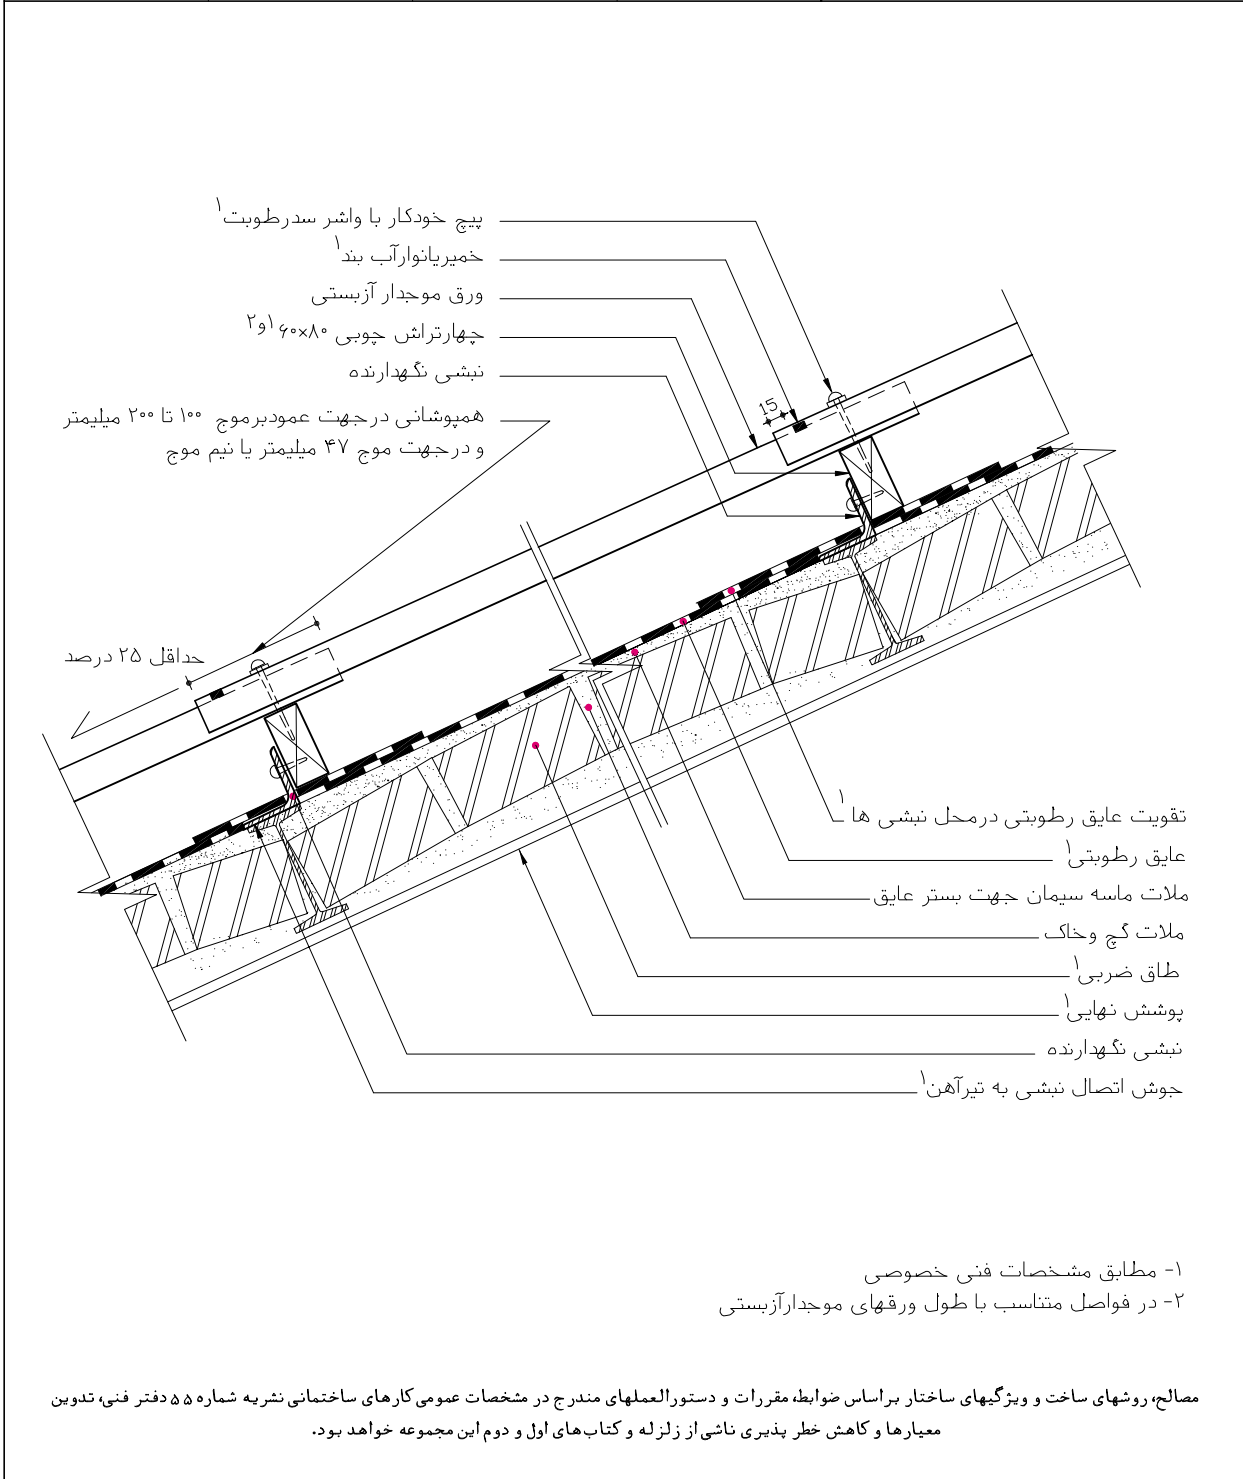 پیچ خودکار با واشر سدرطوبت۱
خمیریانوارآب بند۱
ورق موجدار آزبستی
چهارتراش چوبی ۸۰×۶۰ ۱و۲
نبشی نگهدارنده
همپوشانی درجهت عمودبرموج ۱۰۰ تا ۲۰۰ میلیمتر
و درجهت موج ۴۷ میلیمتر یا نیم موج
15
حداقل ۲۵ درصد
تقویت عایق رطوبتی درمحل نبشی ها۱
عایق رطوبتی۱
ملات ماسه سیمان جهت بستر عایق
ملات گچ وخاک
طاق ضربی۱
پوشش نهایی۱
نبشی نگهدارنده
جوش اتصال نبشی به تیرآهن۱
۱- مطابق مشخصات فنی خصوصی
۲- در فواصل متناسب با طول ورقهای موجدارآزبستی
مصالح، روشهای ساخت و ویژگیهای ساختار براساس ضوابط، مقررات و دستورالعملهای مندرج در مشخصات عمومی کارهای ساختمانی نشریه شماره ۵۵ دفتر فنی، تدوین
معیارها و کاهش خطر پذیری ناشی از زلزله و کتاب‌های اول و دوم این مجموعه خواهد بود.